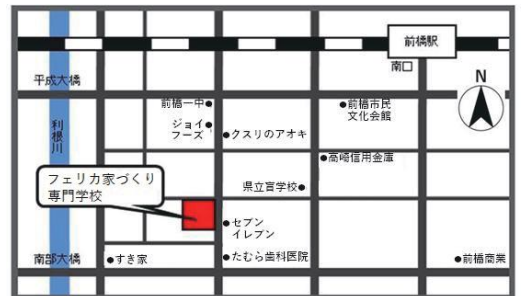 前橋駅
南口
N
平成大橋
前橋一中
前橋市民
文化会館
利根川
ジョイ
フーズ
クスリのアオキ
高崎信用金庫
フェリカ家づくり
専門学校
県立盲学校
セブン
イレブン
南部大橋
すき家
たむら歯科医院
前橋商業